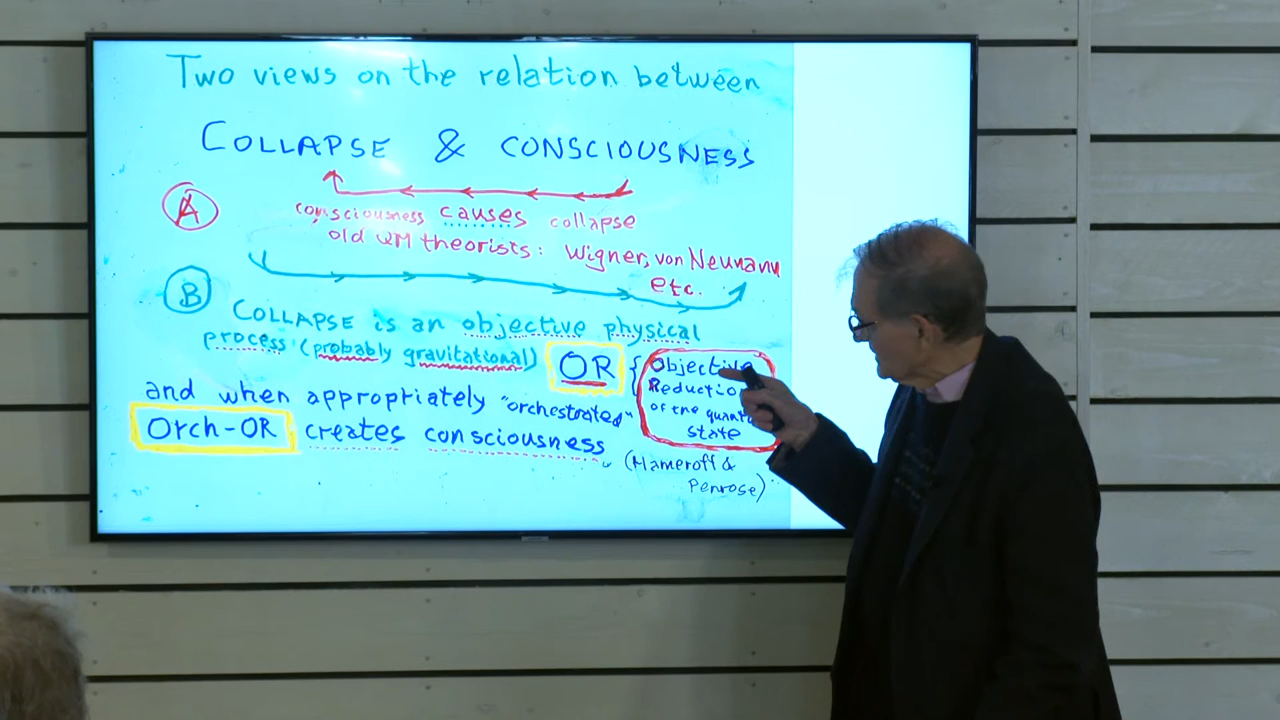 Two views on the relation between
COLLAPSE & CONSCIOUSNESS
A consciousness causes collapse
old QM theorists: Wigner, von Neumann
etc.
B COLLAPSE is an objective physical
process (probably gravitational) OR { Objective
Reduction
and when appropriately "orchestrated" of the quant
Orch-OR creates consciousness state
(Hameroff &
Penrose)